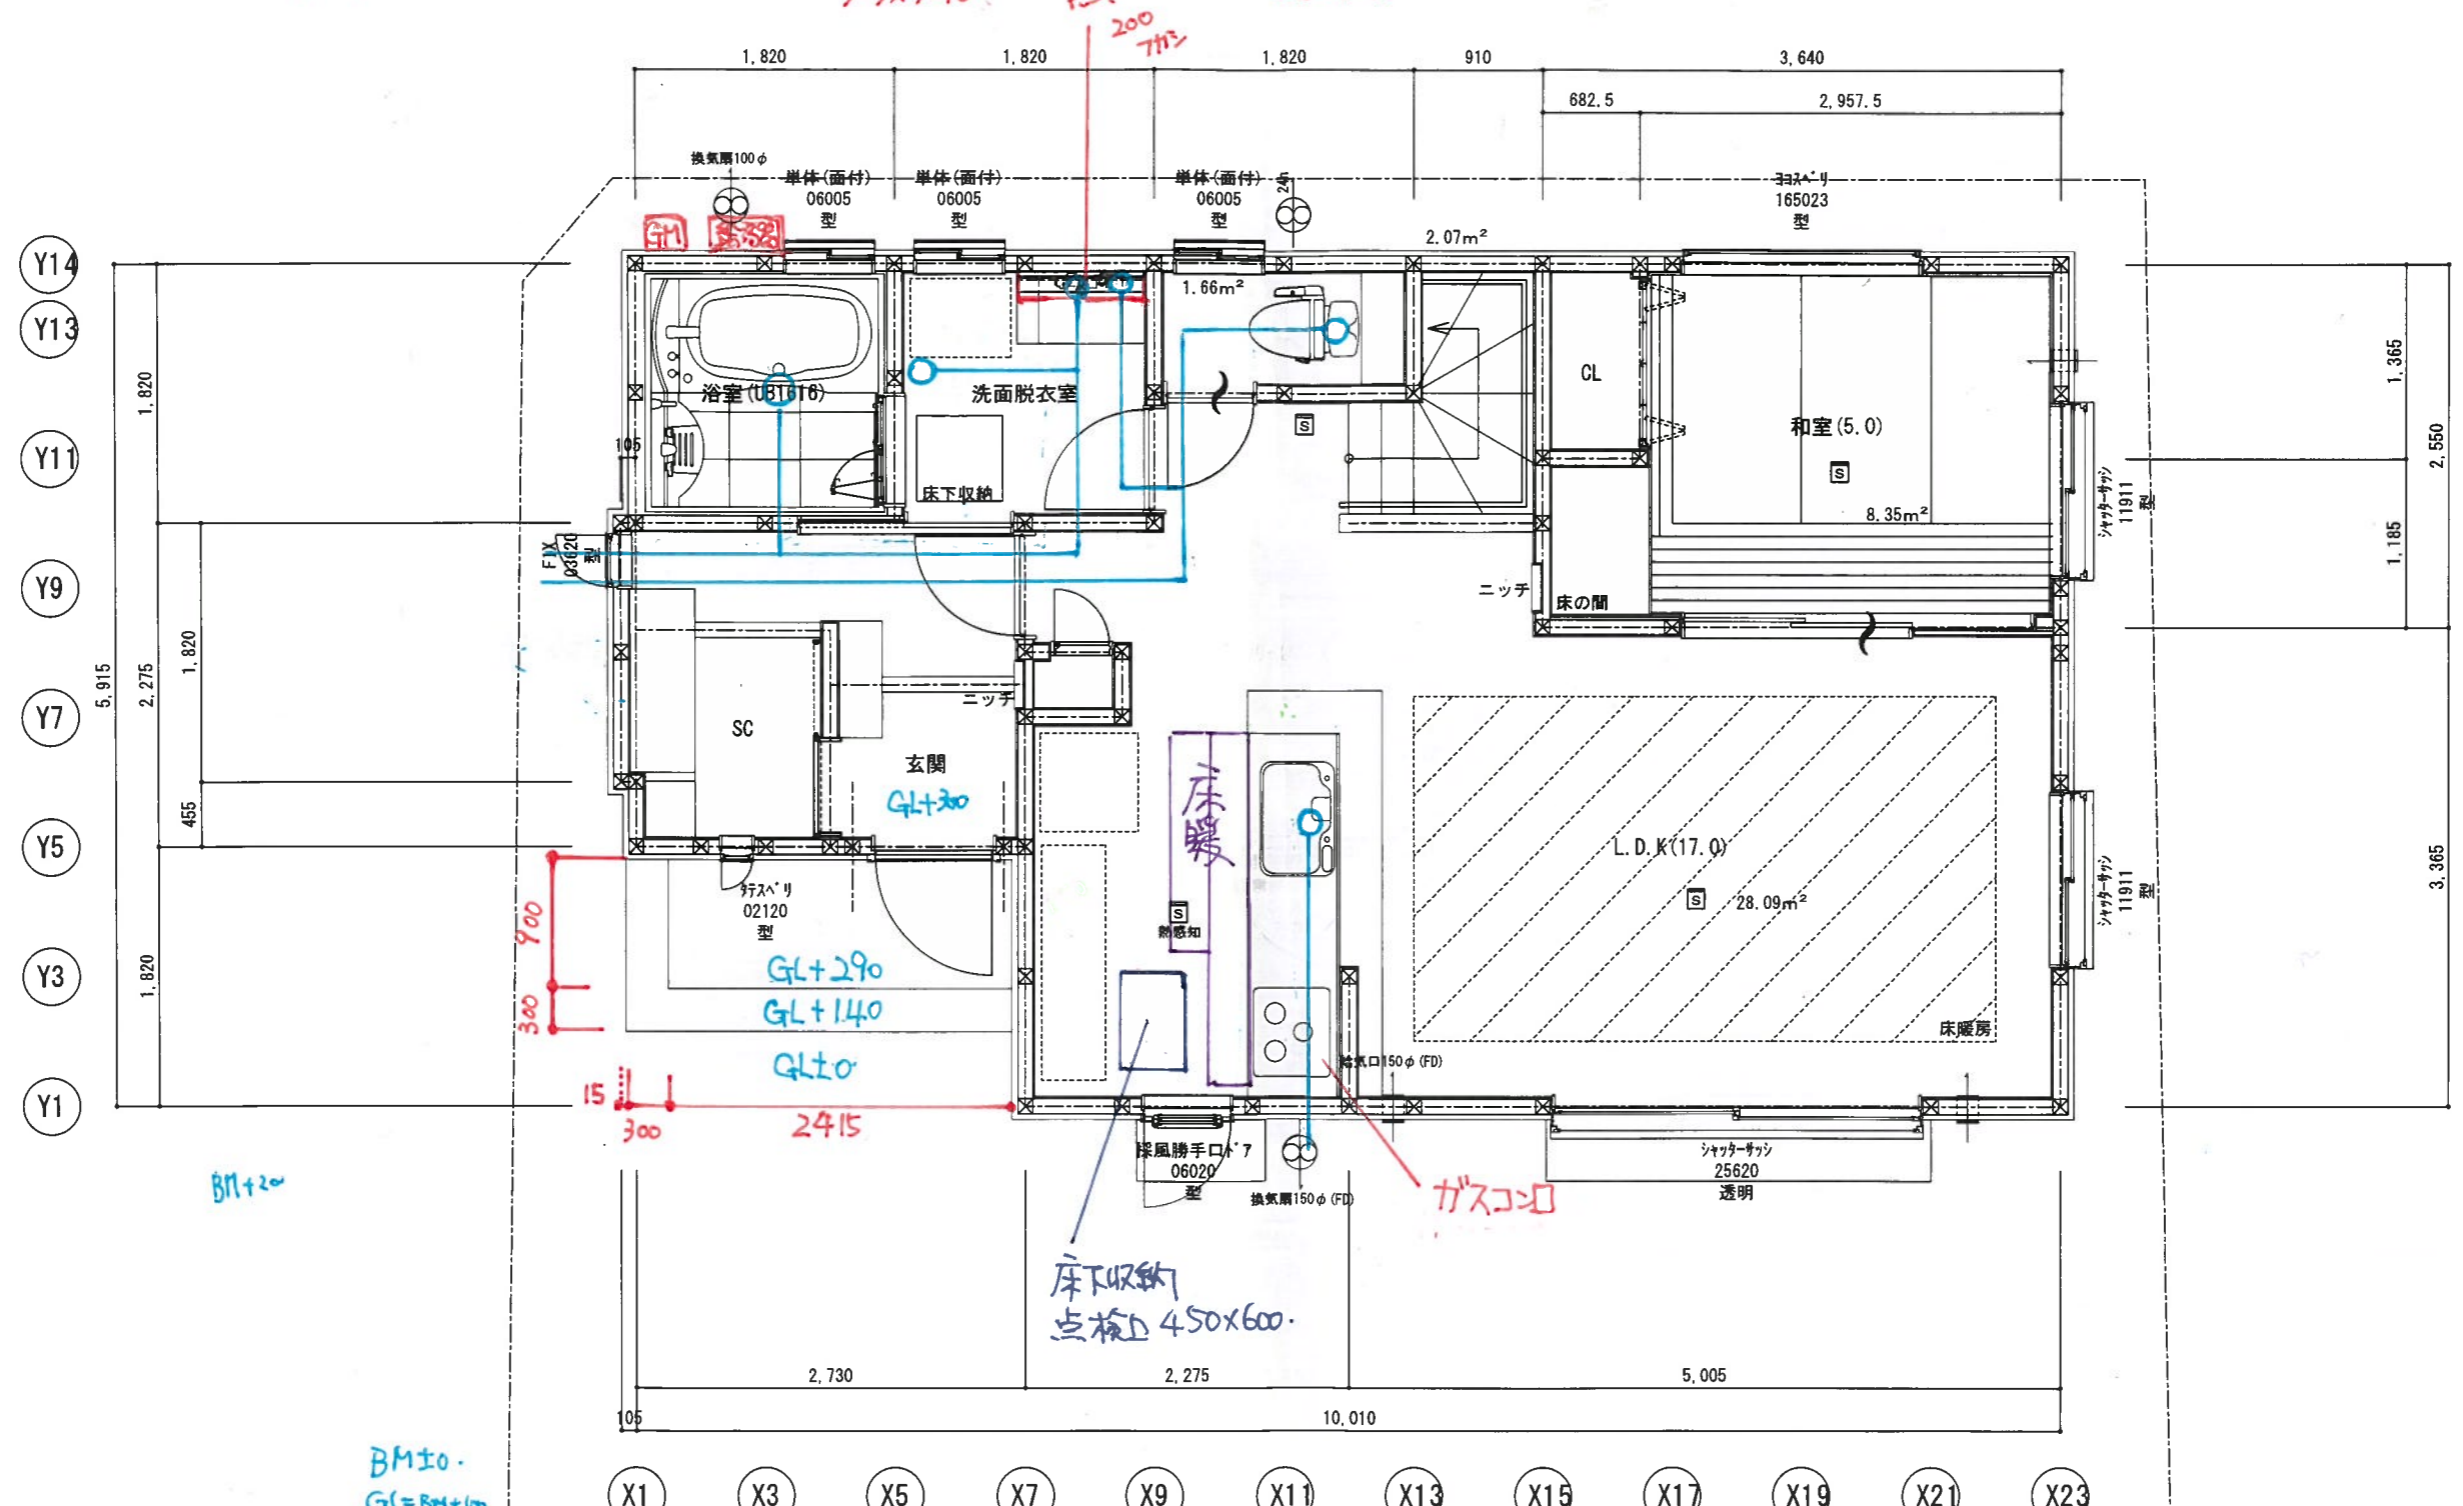 200
フカシ
1,820
1,820
1,820
910
3,640
682.5
2,957.5
換気扇100φ
単体(面付)
06005
型
単体(面付)
06005
型
単体(面付)
06005
型
24h
ヨコスベリ
165023
型
GM
2.07m²
Y14
Y13
Y11
Y9
Y7
Y5
Y3
Y1
1,820
5,915
2,275
1,820
455
1,820
1,365
2,550
1,185
3,365
1.66m²
浴室(UB1616)
洗面脱衣室
105
床下収納
CL
S
和室(5.0)
S
8.35m²
シャッターサッシ
11911
型
FIX
03620
型
ニッチ
床の間
ニッチ
SC
玄関
GL+300
床暖
L.D.K(17.0)
S
28.09m²
シャッターサッシ
11911
型
タテスベリ
02120
型
S
熱感知
900
300
GL+290
GL+140
GL±0
床暖房
給気口150φ(FD)
15
300
2415
採風勝手口ドア
06020
型
換気扇150φ(FD)
ガスコンロ
シャッターサッシ
25620
透明
床下収納
点検口 450×600.
2,730
2,275
5,005
105
10,010
BM±0.
X1
X3
X5
X7
X9
X11
X13
X15
X17
X19
X21
X23